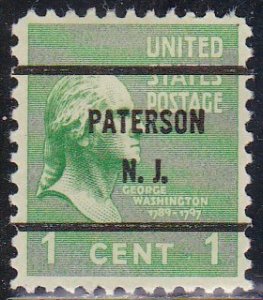 UNITED
STATES
POSTAGE
PATERSON
N. J.
GEORGE
WASHINGTON
1789-1797
1 CENT 1